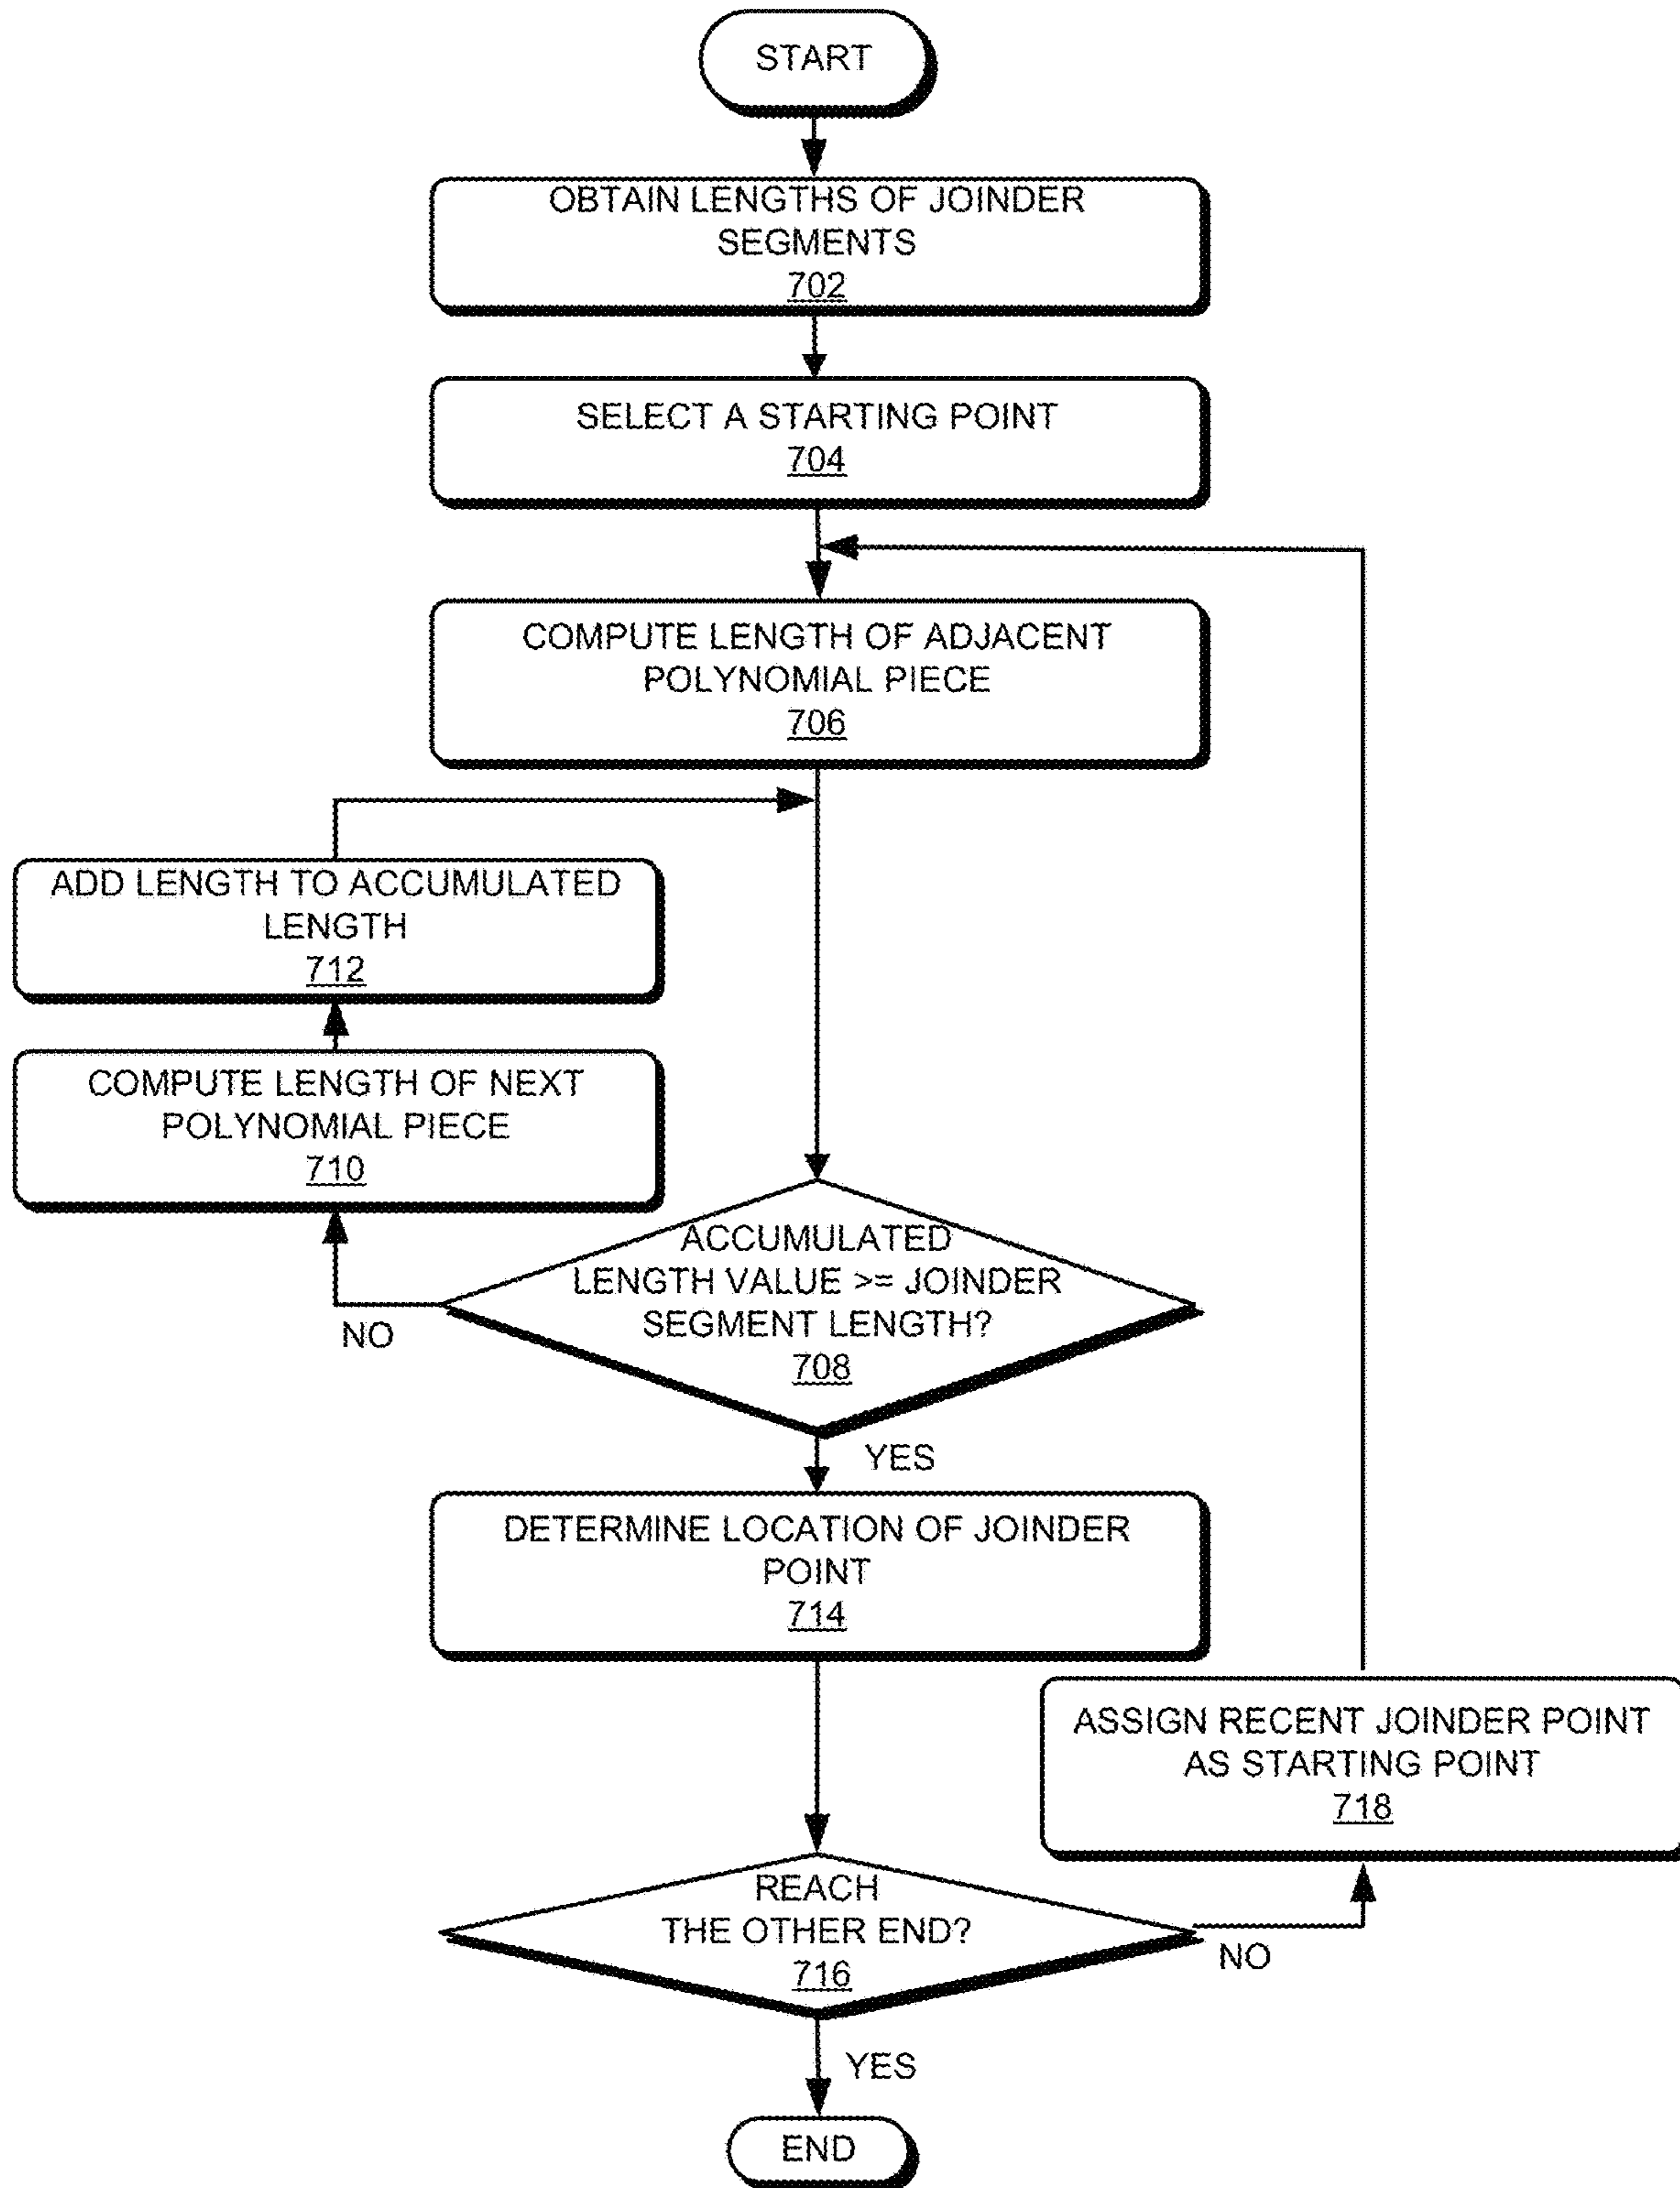 START
OBTAIN LENGTHS OF JOINDER
SEGMENTS
702
SELECT A STARTING POINT
704
COMPUTE LENGTH OF ADJACENT
POLYNOMIAL PIECE
706
ADD LENGTH TO ACCUMULATED
LENGTH
712
COMPUTE LENGTH OF NEXT
POLYNOMIAL PIECE
710
ACCUMULATED
LENGTH VALUE >= JOINDER
SEGMENT LENGTH?
708
NO
YES
DETERMINE LOCATION OF JOINDER
POINT
714
ASSIGN RECENT JOINDER POINT
AS STARTING POINT
718
REACH
THE OTHER END?
716
NO
YES
END